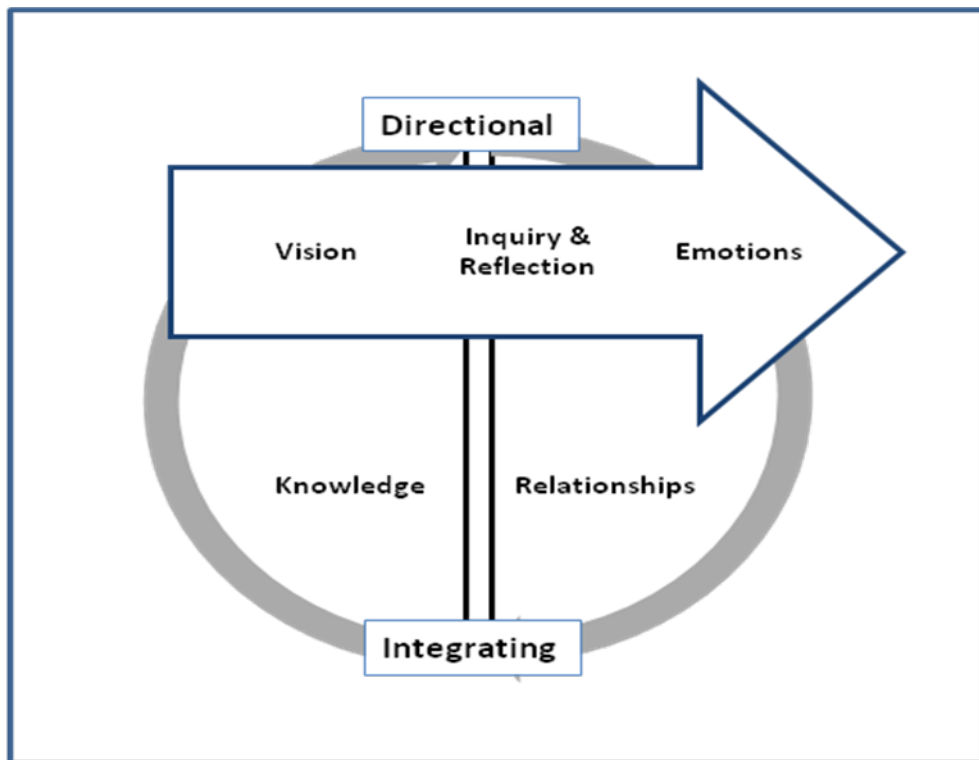 Directional
Vision
Inquiry &
Reflection
Emotions
Knowledge
Relationships
Integrating